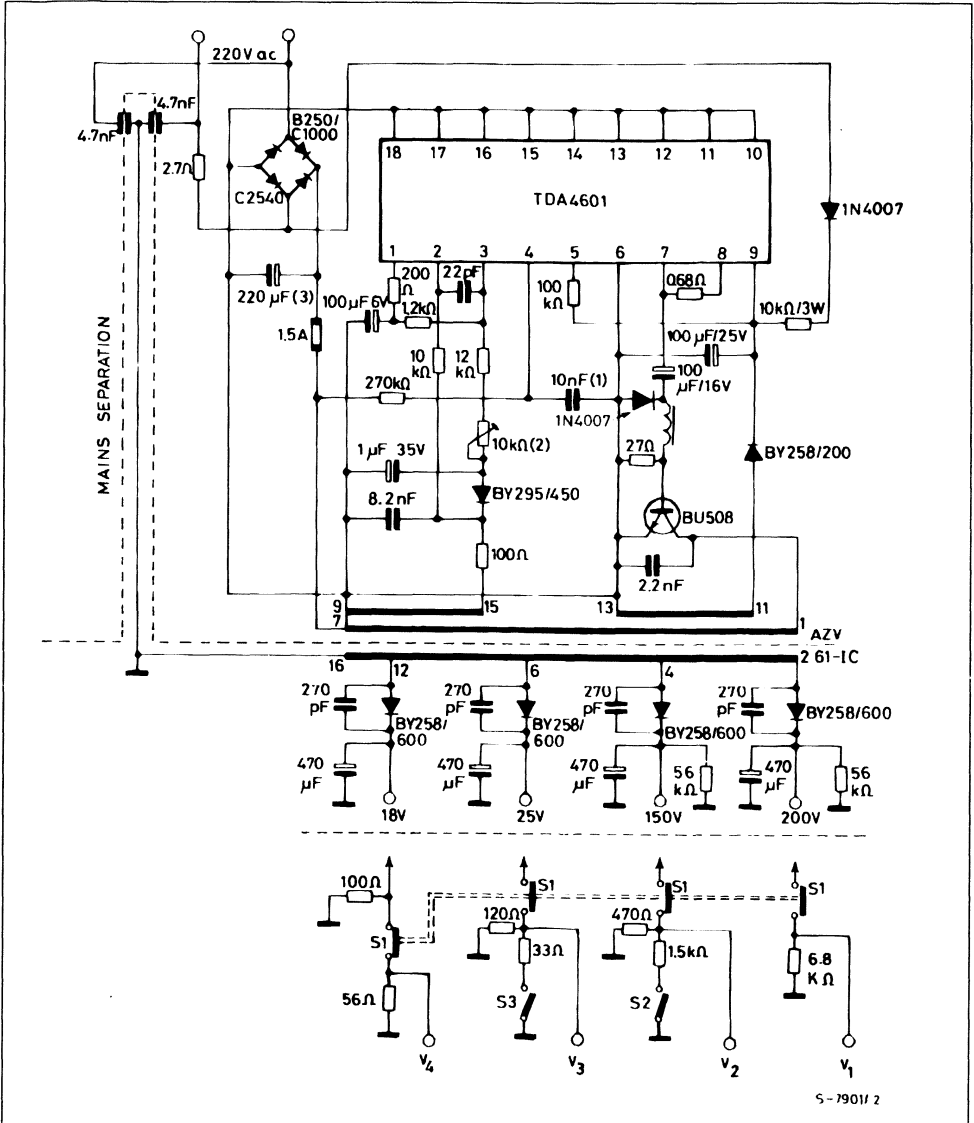 220V ac
4.7nF
4.7nF
B250/
C1000
2.7Ω
C2540
18 17 16 15 14 13 12 11 10
TDA4601
1 2 3 4 5 6 7 8 9
1N4007
220 µF(3)
200
Ω
22pF
100
kΩ
0.68Ω
10kΩ/3W
100µF6V
1,2kΩ
1,5A
100 µF/25V
10
kΩ
12
kΩ
100
µF/16V
270kΩ
10nF(1)
1N4007
MAINS SEPARATION
10kΩ(2)
27Ω
BY258/200
1µF 35V
BY295/450
8.2nF
BU508
100Ω
2.2nF
9 15 13 11
7 1
AZV
16 2 61-IC
12 6 4
270
pF
BY258/
600
270
pF
BY258/
600
270
pF
BY258/600
270
pF
BY258/600
470
µF
470
µF
470
µF
56
kΩ
470
µF
56
kΩ
18V 25V 150V 200V
100Ω
S1 S1 S1
120Ω
470Ω
S1
33Ω
1.5kΩ
6.8
KΩ
56Ω
S3
S2
V4 V3 V2 V1
S-7901/2